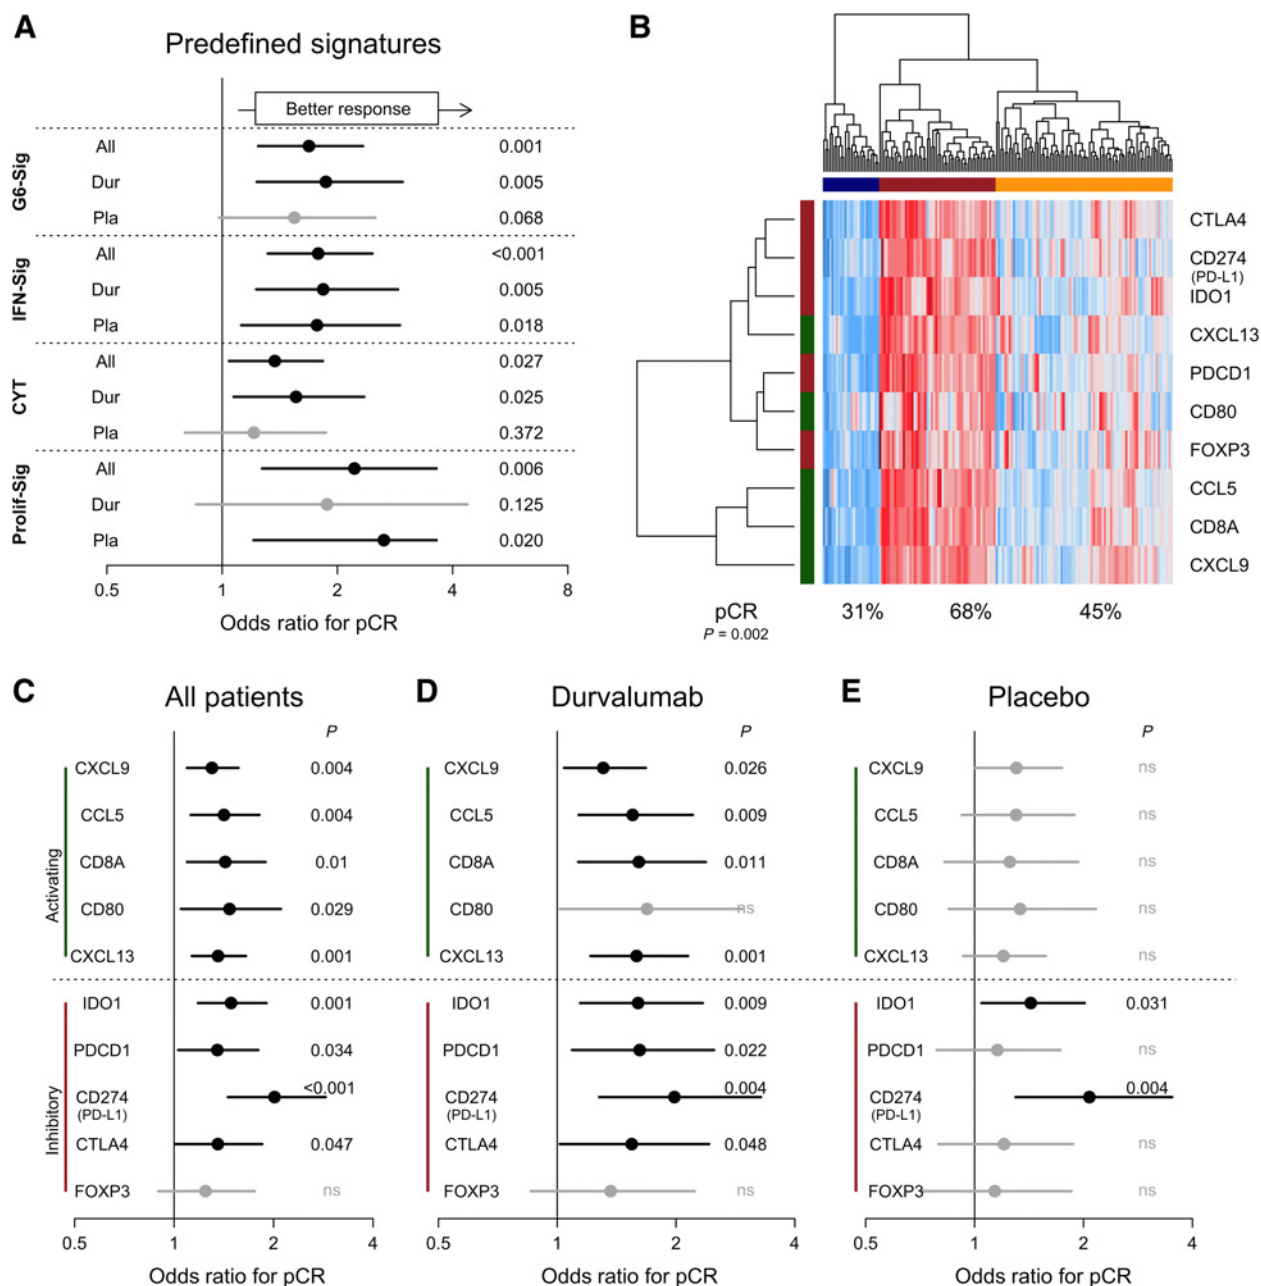 A
Predefined signatures
Better response
G6-Sig
All 0.001
Dur 0.005
Pla 0.068
IFN-Sig
All <0.001
Dur 0.005
Pla 0.018
CYT
All 0.027
Dur 0.025
Pla 0.372
Prolif-Sig
All 0.006
Dur 0.125
Pla 0.020
0.5 1 2 4 8
Odds ratio for pCR
B
CTLA4
CD274
(PD-L1)
IDO1
CXCL13
PDCD1
CD80
FOXP3
CCL5
CD8A
CXCL9
pCR 31% 68% 45%
P = 0.002
C
All patients
P
Activating
CXCL9 0.004
CCL5 0.004
CD8A 0.01
CD80 0.029
CXCL13 0.001
Inhibitory
IDO1 0.001
PDCD1 0.034
CD274 <0.001
(PD-L1)
CTLA4 0.047
FOXP3 ns
0.5 1 2 4
Odds ratio for pCR
D
Durvalumab
P
CXCL9 0.026
CCL5 0.009
CD8A 0.011
CD80 ns
CXCL13 0.001
IDO1 0.009
PDCD1 0.022
CD274 0.004
(PD-L1)
CTLA4 0.048
FOXP3 ns
0.5 1 2 4
Odds ratio for pCR
E
Placebo
P
CXCL9 ns
CCL5 ns
CD8A ns
CD80 ns
CXCL13 ns
IDO1 0.031
PDCD1 ns
CD274 0.004
(PD-L1)
CTLA4 ns
FOXP3 ns
0.5 1 2 4
Odds ratio for pCR